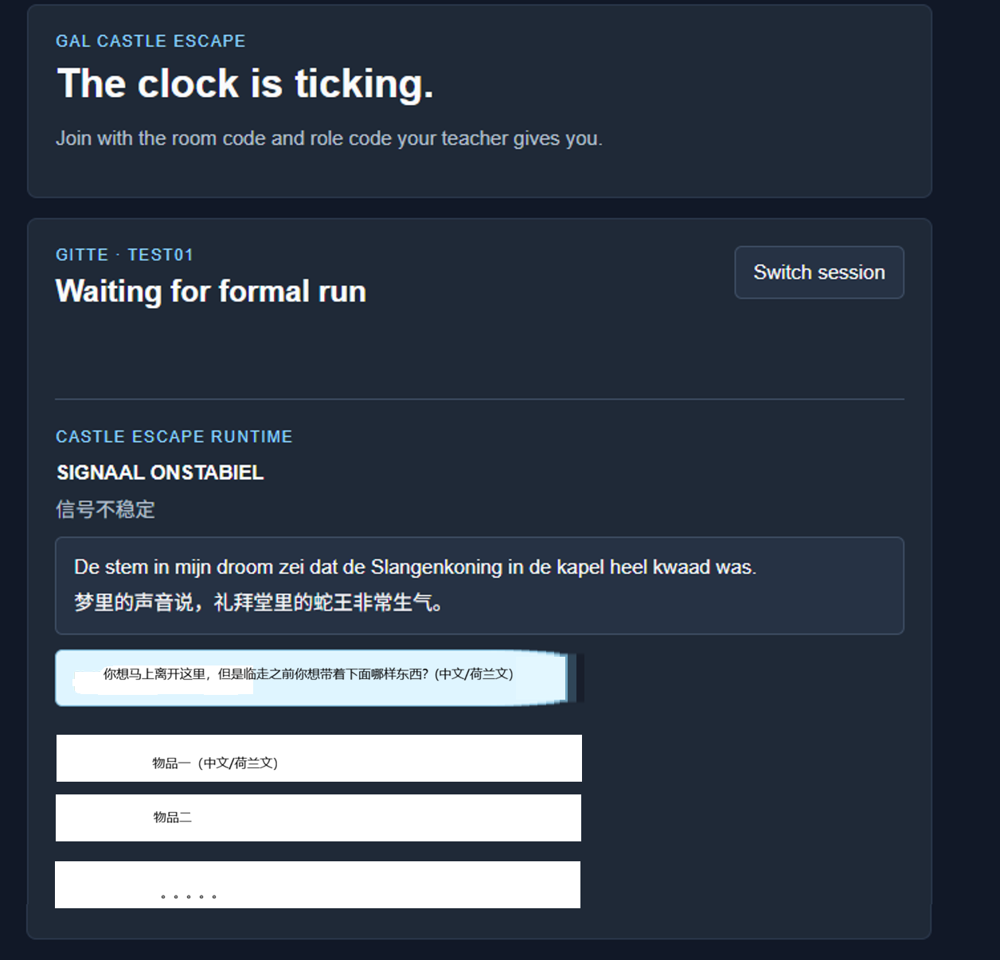 GAL CASTLE ESCAPE
The clock is ticking.
Join with the room code and role code your teacher gives you.
GITTE · TEST01
Waiting for formal run
Switch session
CASTLE ESCAPE RUNTIME
SIGNAAL ONSTABIEL
信号不稳定
De stem in mijn droom zei dat de Slangenkoning in de kapel heel kwaad was.
梦里的声音说，礼拜堂里的蛇王非常生气。
你想马上离开这里，但是临走之前你想带着下面哪样东西？(中文/荷兰文)
物品一（中文/荷兰文）
物品二
。。。。。